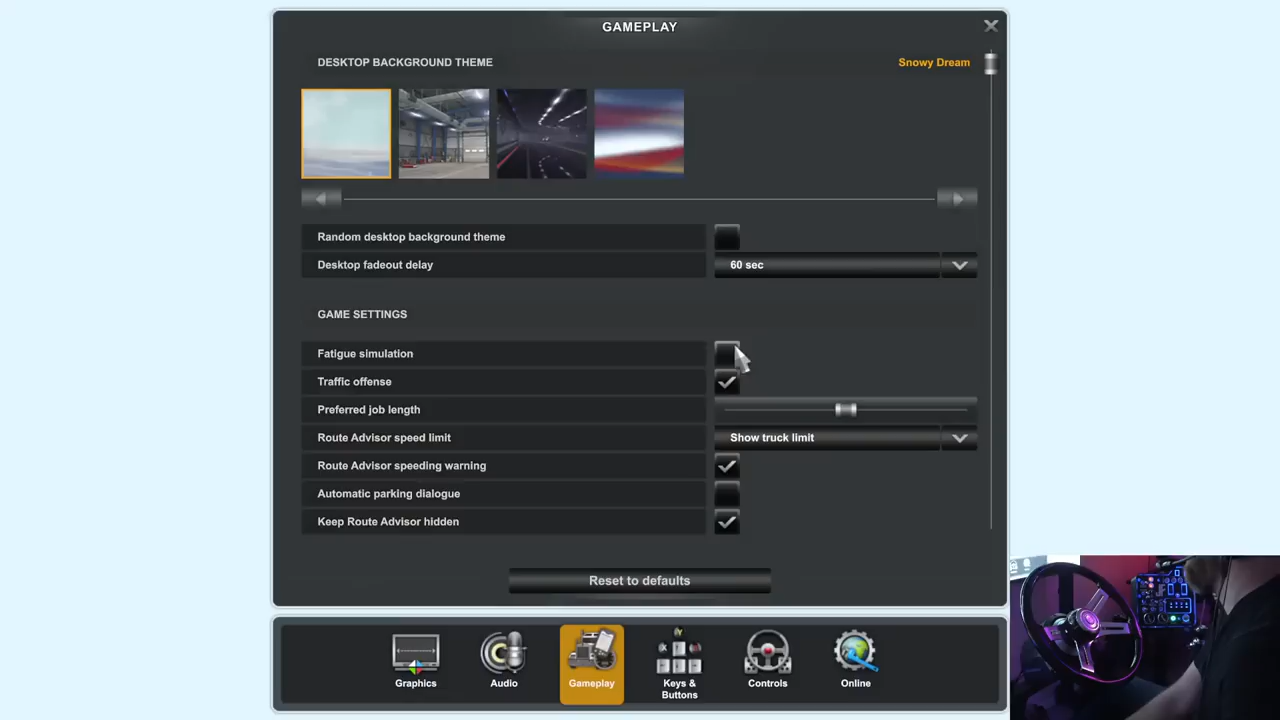 GAMEPLAY
DESKTOP BACKGROUND THEME
Snowy Dream
Random desktop background theme
Desktop fadeout delay
60 sec
GAME SETTINGS
Fatigue simulation
Traffic offense
Preferred job length
Route Advisor speed limit
Show truck limit
Route Advisor speeding warning
Automatic parking dialogue
Keep Route Advisor hidden
Reset to defaults
Graphics
Audio
Gameplay
Keys &
Buttons
Controls
Online